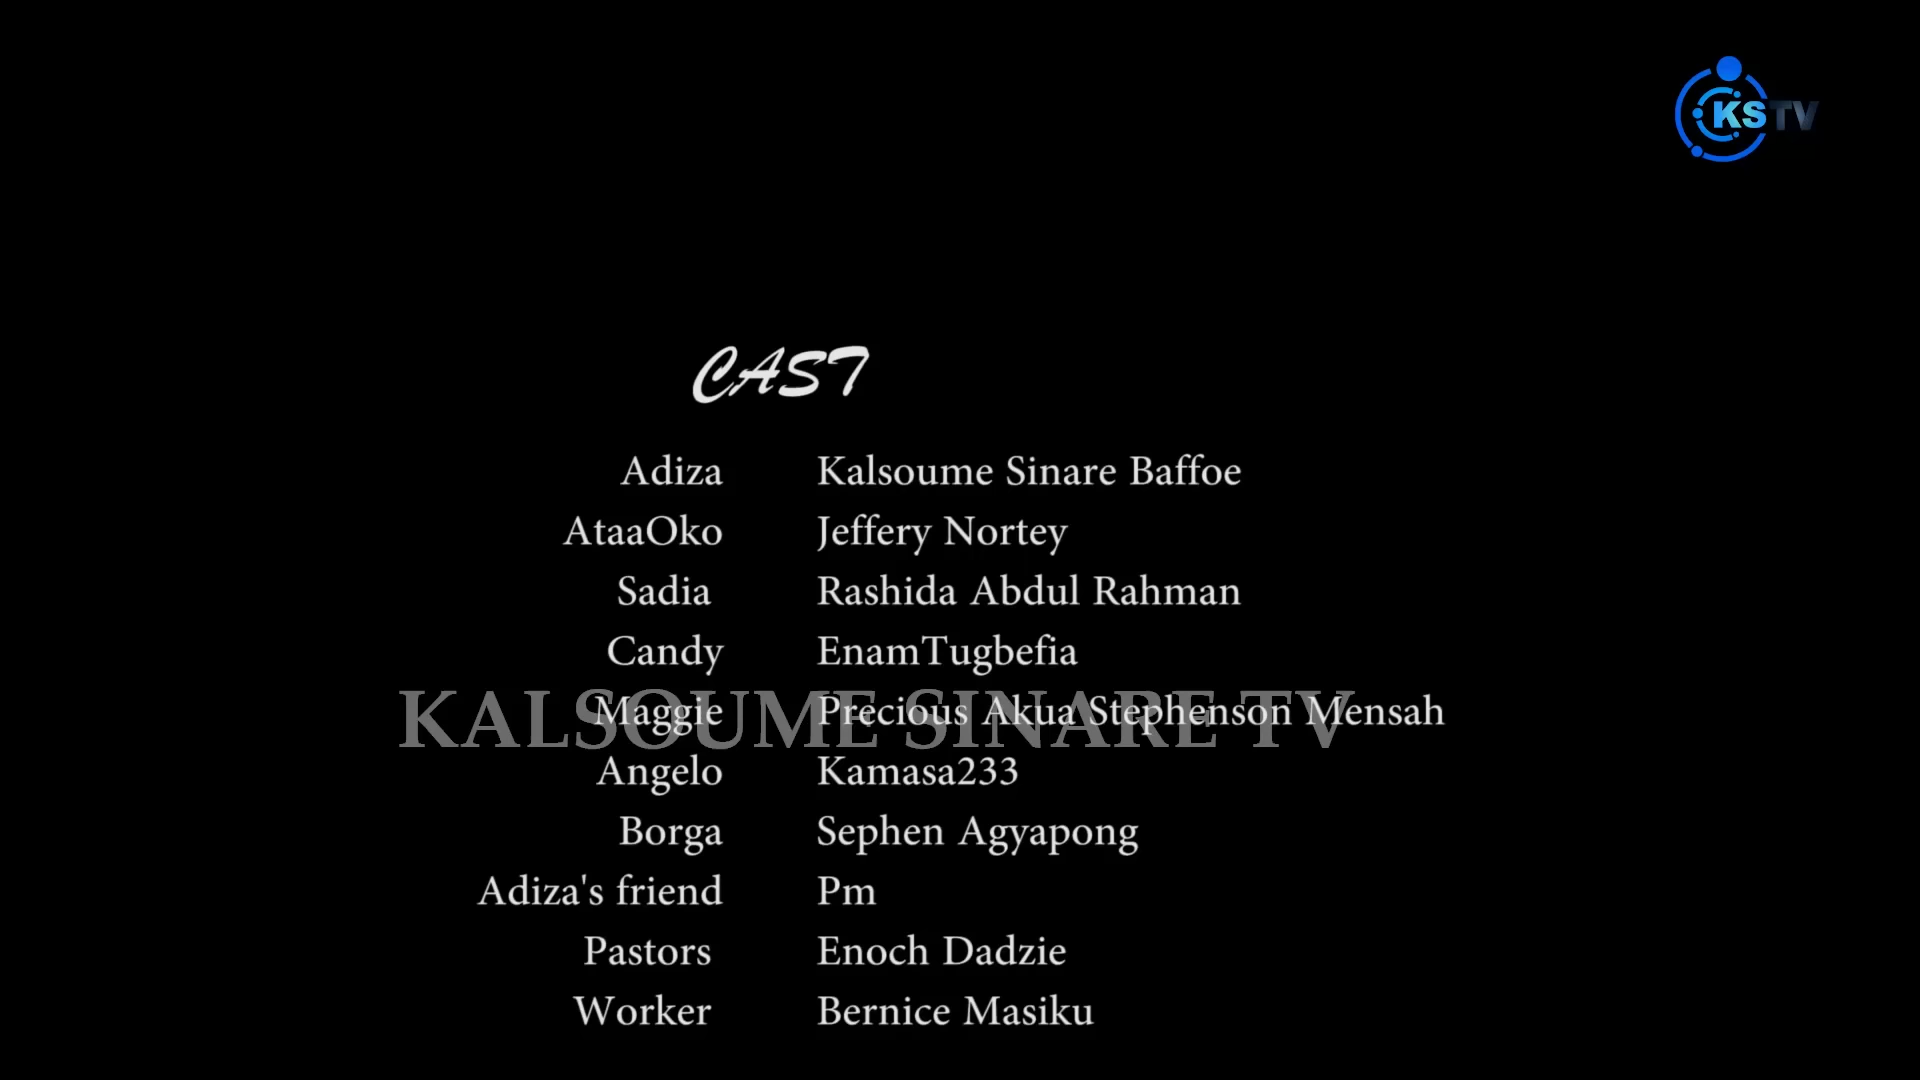 KSTV
CAST
Adiza Kalsoume Sinare Baffoe
AtaaOko Jeffery Nortey
Sadia Rashida Abdul Rahman
Candy EnamTugbefia
Maggie Precious Akua Stephenson Mensah
KALSOUME SINARE TV
Angelo Kamasa233
Borga Sephen Agyapong
Adiza's friend Pm
Pastors Enoch Dadzie
Worker Bernice Masiku